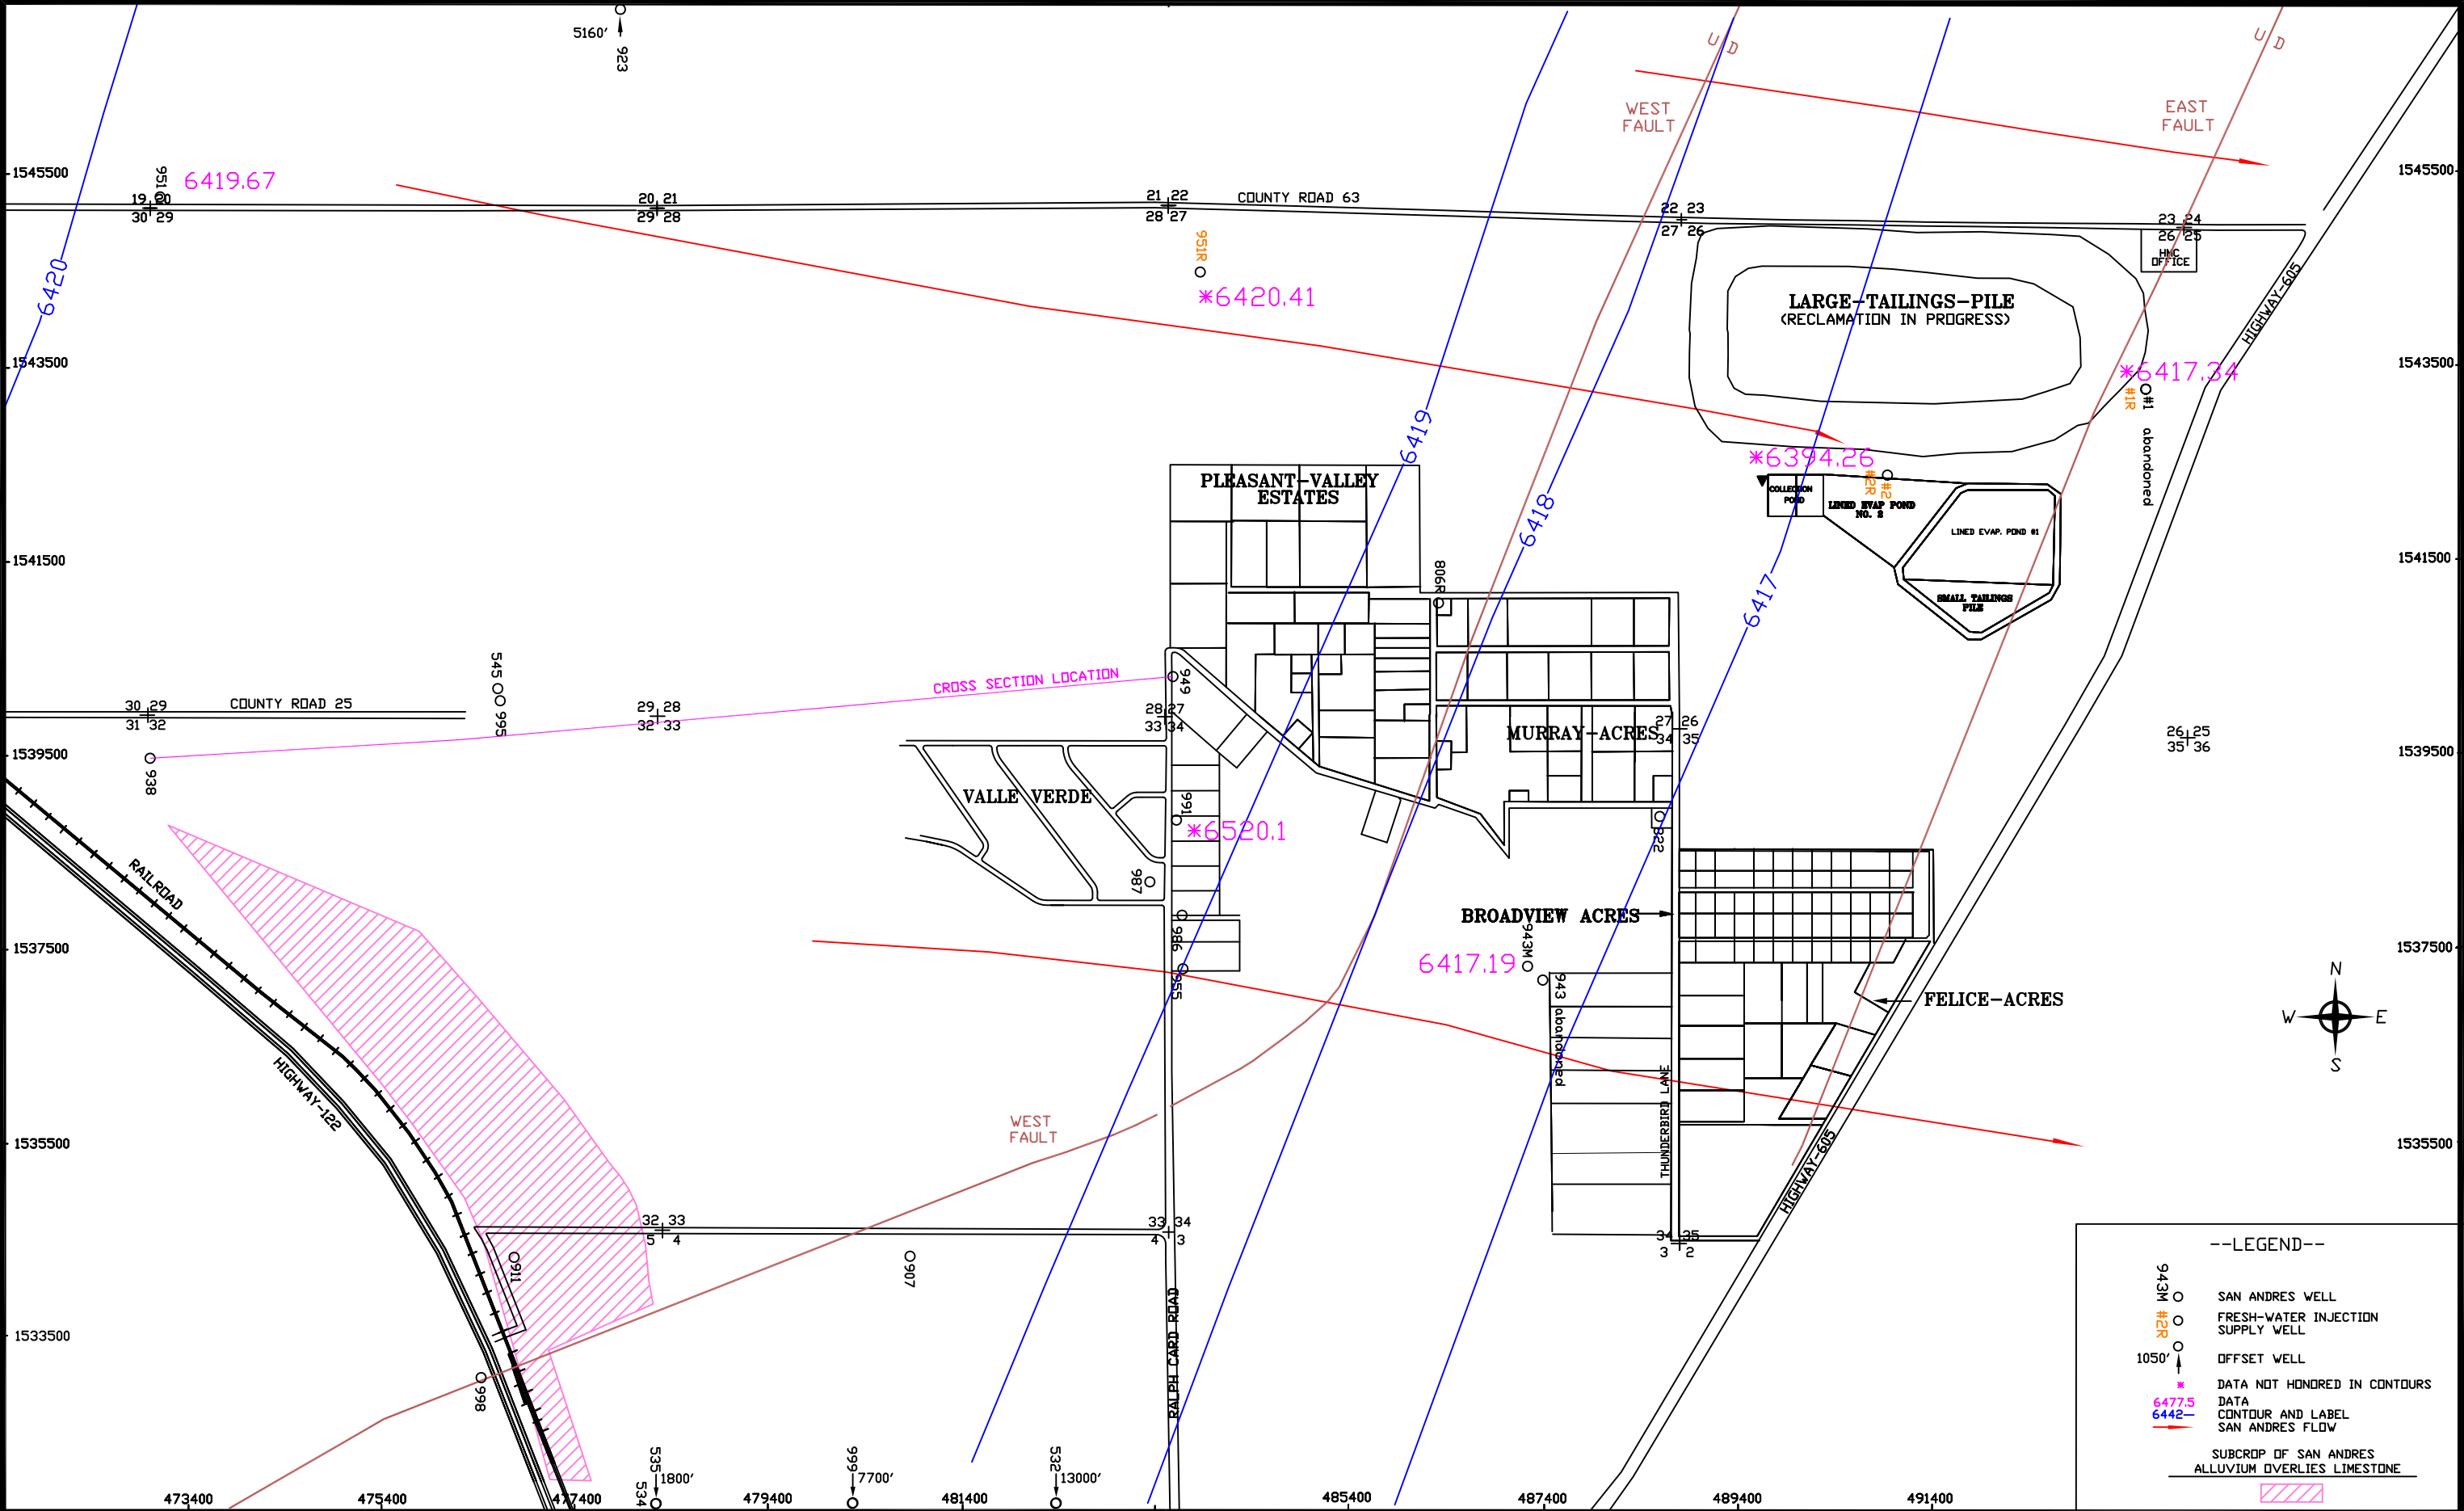 5160'
923
U D
U D
WEST
FAULT
EAST
FAULT
1545500
951
6419.67
1545500
19 20
30 29
20 21
29 28
21 22
28 27
COUNTY ROAD 63
22 23
27 26
23 24
26 25
HMC
OFFICE
951R
*6420.41
6420
LARGE-TAILINGS-PILE
(RECLAMATION IN PROGRESS)
HIGHWAY-605
1543500
1543500
*6417.34
#1R
#1 abandoned
6419
*6394.26
#2R
#2
PLEASANT-VALLEY
ESTATES
COLLECTION
POND
LINED EVAP POND
NO. 2
6418
LINED EVAP. POND #1
1541500
1541500
806R
6417
SMALL TAILINGS
PILE
545
995
CROSS SECTION LOCATION
949
COUNTY ROAD 25
30 29
31 32
29 28
32 33
28 27
33 34
MURRAY-ACRES
27 26
34 35
26 25
35 36
1539500
1539500
938
VALLE VERDE
991
*6520.1
822
RAILROAD
987
BROADVIEW ACRES
986
943M
1537500
1537500
6417.19
955
943 abandoned
FELICE-ACRES
N
W E
S
HIGHWAY-122
WEST
FAULT
THUNDERBIRD LANE
1535500
1535500
HIGHWAY-605
32 33
5 4
33 34
4 3
34 35
3 2
911
907
--LEGEND--
943M SAN ANDRES WELL
#2R FRESH-WATER INJECTION
SUPPLY WELL
1050' OFFSET WELL
* DATA NOT HONORED IN CONTOURS
6477.5 DATA
6442 CONTOUR AND LABEL
SAN ANDRES FLOW
SUBCROP OF SAN ANDRES
ALLUVIUM OVERLIES LIMESTONE
1533500
RALPH CARD ROAD
998
535
1800'
534
999
7700'
532
13000'
473400
475400
477400
479400
481400
485400
487400
489400
491400